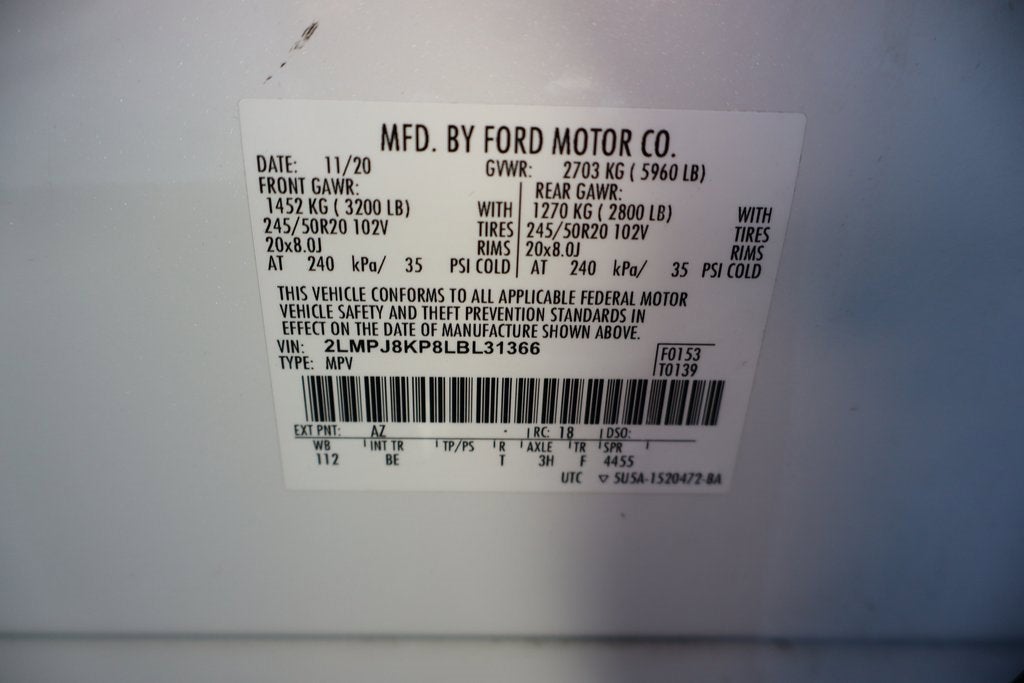 MFD. BY FORD MOTOR CO.
DATE: 11/20 GVWR: 2703 KG ( 5960 LB)
FRONT GAWR: REAR GAWR:
1452 KG ( 3200 LB) WITH 1270 KG ( 2800 LB) WITH
245/50R20 102V TIRES 245/50R20 102V TIRES
20x8.0J RIMS 20x8.0J RIMS
AT 240 kPa/ 35 PSI COLD AT 240 kPa/ 35 PSI COLD
THIS VEHICLE CONFORMS TO ALL APPLICABLE FEDERAL MOTOR
VEHICLE SAFETY AND THEFT PREVENTION STANDARDS IN
EFFECT ON THE DATE OF MANUFACTURE SHOWN ABOVE.
VIN: 2LMPJ8KP8LBL31366 F0153
TYPE: MPV T0139
EXT PNT: AZ - RC: 18 DSO:
WB INT TR TP/PS R AXLE TR SPR
112 BE T 3H F 4455
UTC ▽ 5U5A-1520472-BA